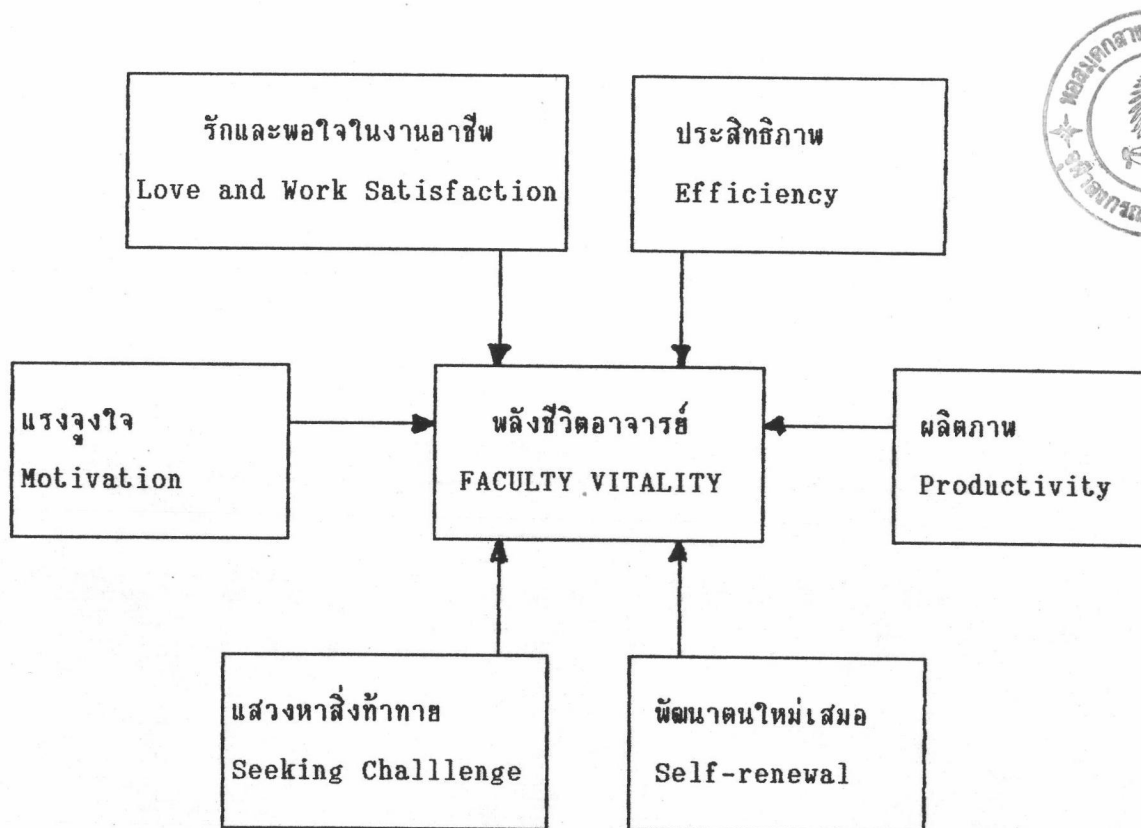 รักและพอใจในงานอาชีพ
Love and Work Satisfaction
ประสิทธิภาพ
Efficiency
แรงจูงใจ
Motivation
พลังชีวิตอาจารย์
FACULTY VITALITY
ผลิตภาพ
Productivity
แสวงหาสิ่งท้าทาย
Seeking Challlenge
พัฒนาตนใหม่เสมอ
Self-renewal